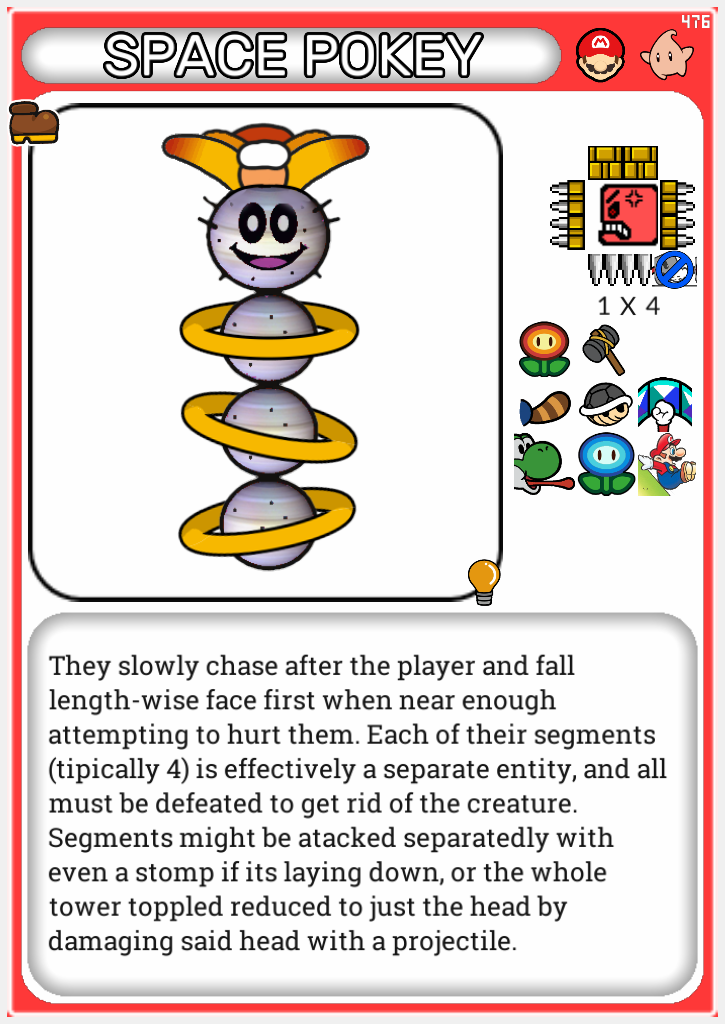 476
SPACE POKEY
M
1 X 4
They slowly chase after the player and fall
length-wise face first when near enough
attempting to hurt them. Each of their segments
(tipically 4) is effectively a separate entity, and all
must be defeated to get rid of the creature.
Segments might be atacked separatedly with
even a stomp if its laying down, or the whole
tower toppled reduced to just the head by
damaging said head with a projectile.